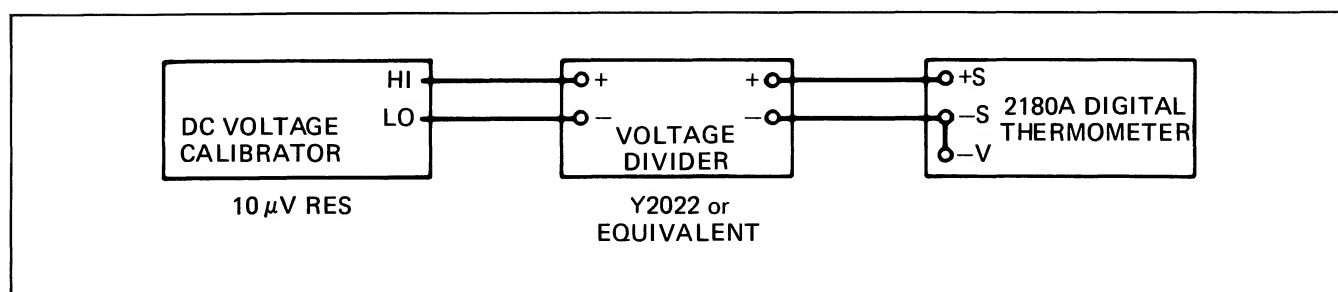 HI
LO
DC VOLTAGE
CALIBRATOR
10 μV RES
+
−
+
−
VOLTAGE
DIVIDER
Y2022 or
EQUIVALENT
+S
−S
−V
2180A DIGITAL
THERMOMETER